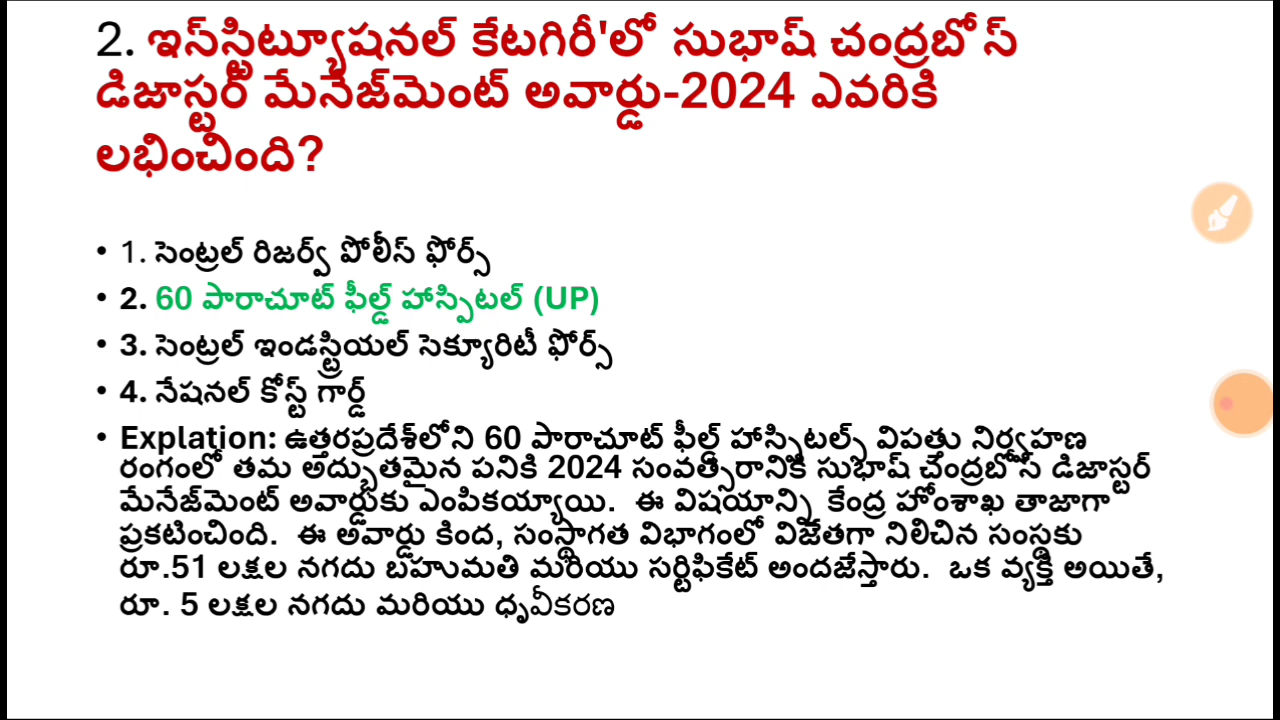 2. ఇన్‌స్టిట్యూషనల్ కేటగిరీ'లో సుభాష్ చంద్రబోస్
డిజాస్టర్ మేనేజ్‌మెంట్ అవార్డు-2024 ఎవరికి
లభించింది?
• 1. సెంట్రల్ రిజర్వ్ పోలీస్ ఫోర్స్
• 2. 60 పారాచూట్ ఫీల్డ్ హాస్పిటల్ (UP)
• 3. సెంట్రల్ ఇండస్ట్రియల్ సెక్యూరిటీ ఫోర్స్
• 4. నేషనల్ కోస్ట్ గార్డ్
• Explation: ఉత్తరప్రదేశ్‌లోని 60 పారాచూట్ ఫీల్డ్ హాస్పిటల్స్ విపత్తు నిర్వహణ
రంగంలో తమ అద్భుతమైన పనికి 2024 సంవత్సరానికి సుభాష్ చంద్రబోస్ డిజాస్టర్
మేనేజ్‌మెంట్ అవార్డుకు ఎంపికయ్యాయి. ఈ విషయాన్ని కేంద్ర హోంశాఖ తాజాగా
ప్రకటించింది. ఈ అవార్డు కింద, సంస్థాగత విభాగంలో విజేతగా నిలిచిన సంస్థకు
రూ.51 లక్షల నగదు బహుమతి మరియు సర్టిఫికేట్ అందజేస్తారు. ఒక వ్యక్తి అయితే,
రూ. 5 లక్షల నగదు మరియు ధృవీకరణ